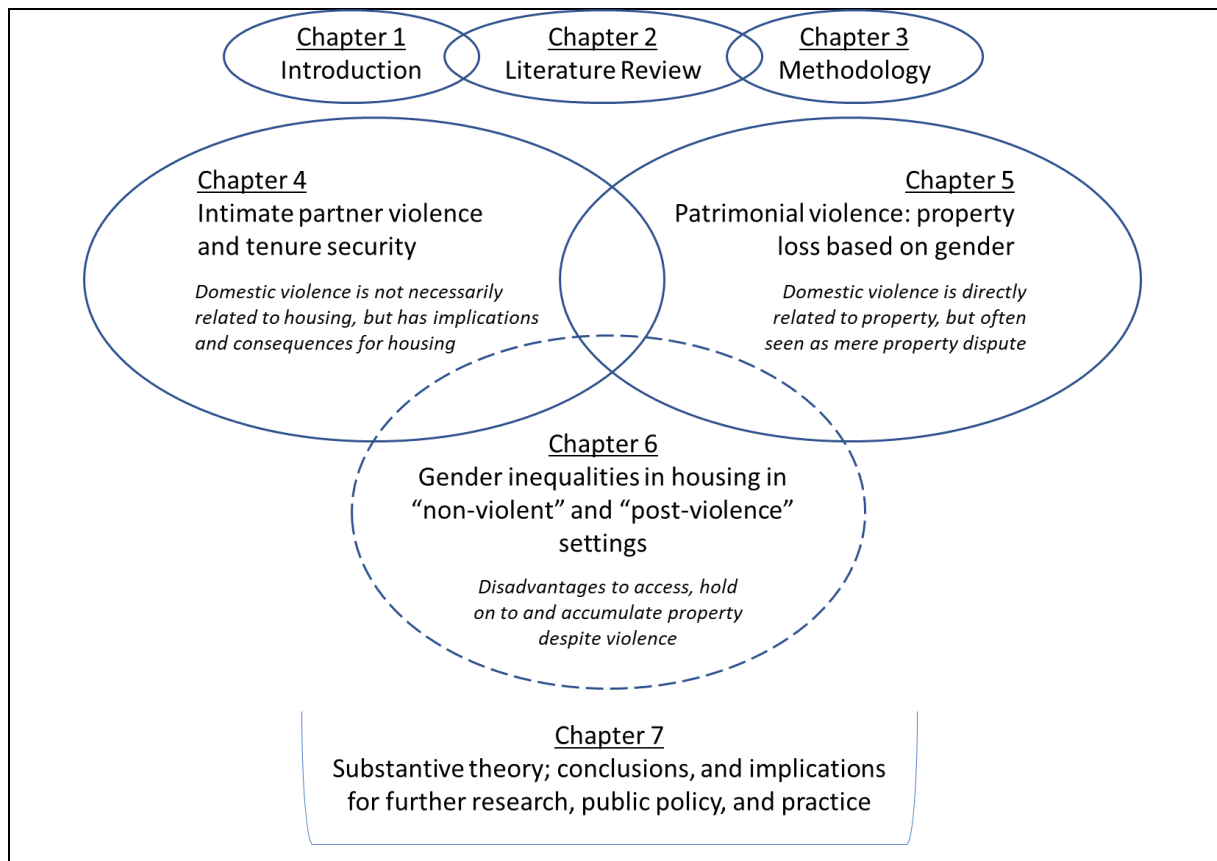 Chapter 1
Introduction
Chapter 2
Literature Review
Chapter 3
Methodology
Chapter 4
Intimate partner violence
and tenure security
Domestic violence is not necessarily
related to housing, but has implications
and consequences for housing
Chapter 5
Patrimonial violence: property
loss based on gender
Domestic violence is directly
related to property, but often
seen as mere property dispute
Chapter 6
Gender inequalities in housing in
“non-violent” and “post-violence”
settings
Disadvantages to access, hold
on to and accumulate property
despite violence
Chapter 7
Substantive theory; conclusions, and implications
for further research, public policy, and practice